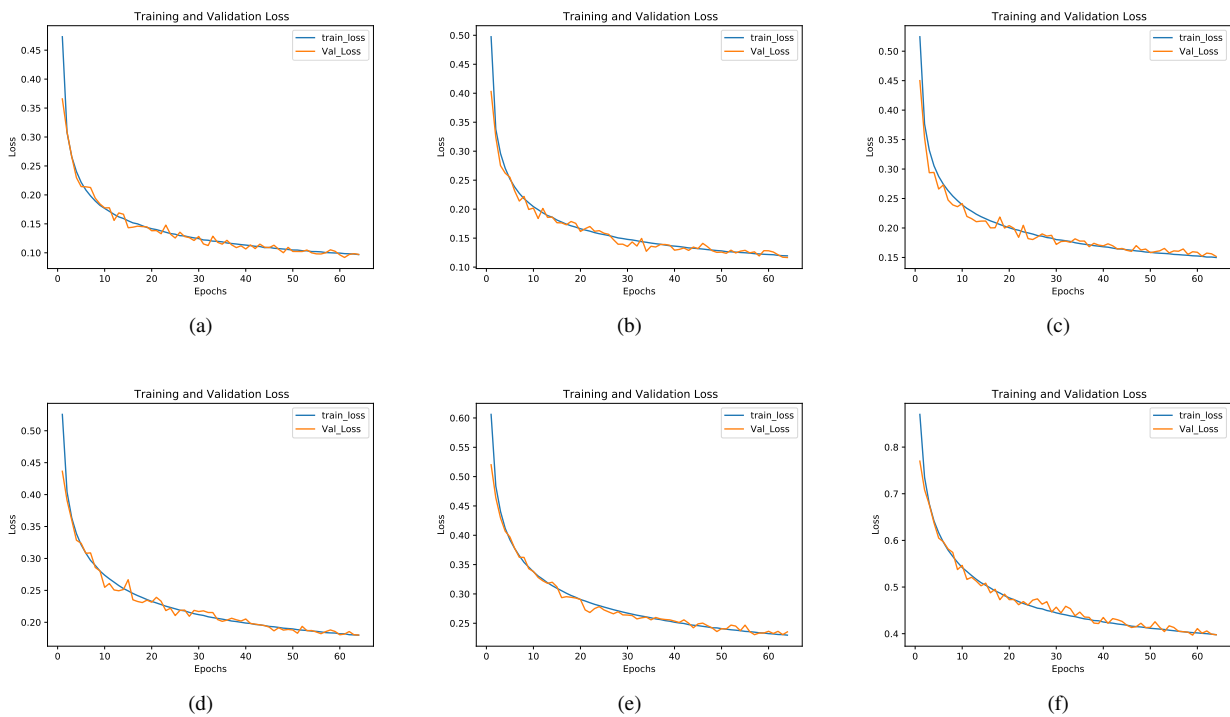 Training and Validation Loss
train_loss
Val_Loss
0.45
0.40
0.35
0.30
0.25
0.20
0.15
0.10
Loss
0 10 20 30 40 50 60
Epochs
(a)
Training and Validation Loss
train_loss
Val_Loss
0.50
0.45
0.40
0.35
0.30
0.25
0.20
0.15
0.10
Loss
0 10 20 30 40 50 60
Epochs
(b)
Training and Validation Loss
train_loss
Val_Loss
0.50
0.45
0.40
0.35
0.30
0.25
0.20
0.15
Loss
0 10 20 30 40 50 60
Epochs
(c)
Training and Validation Loss
train_loss
Val_Loss
0.50
0.45
0.40
0.35
0.30
0.25
0.20
Loss
0 10 20 30 40 50 60
Epochs
(d)
Training and Validation Loss
train_loss
Val_Loss
0.60
0.55
0.50
0.45
0.40
0.35
0.30
0.25
Loss
0 10 20 30 40 50 60
Epochs
(e)
Training and Validation Loss
train_loss
Val_Loss
0.8
0.7
0.6
0.5
0.4
Loss
0 10 20 30 40 50 60
Epochs
(f)